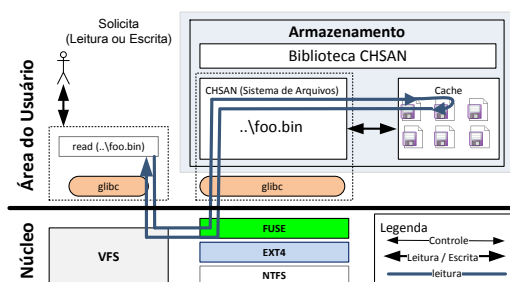 Solicita
(Leitura ou Escrita)
Armazenamento
Biblioteca CHSAN
CHSAN (Sistema de Arquivos)
Cache
..\foo.bin
read (..\foo.bin)
glibc
glibc
Área do Usuário
Núcleo
VFS
FUSE
EXT4
NTFS
Legenda
Controle
Leitura / Escrita
leitura